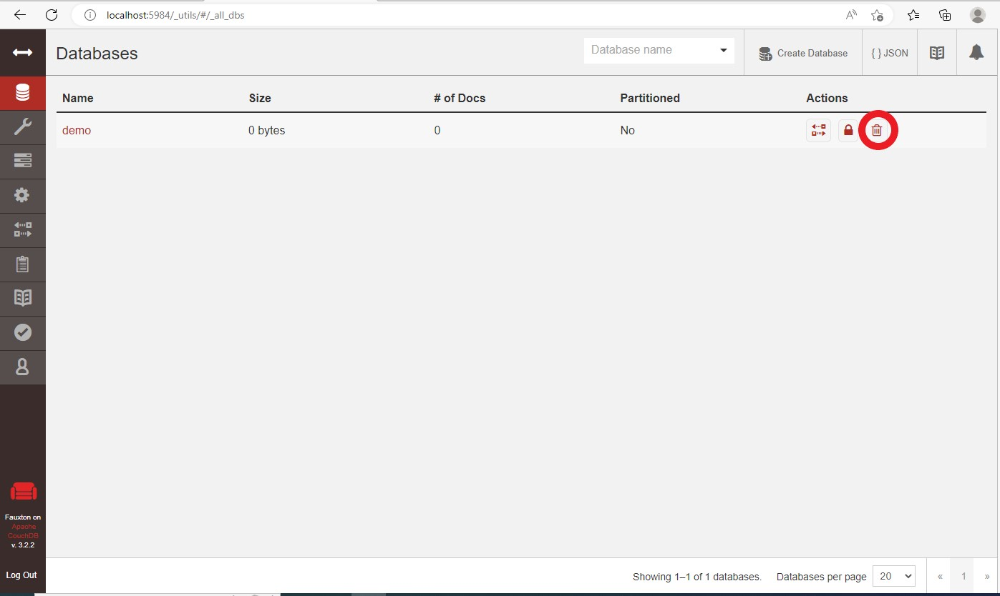 localhost:5984/_utils/#/_all_dbs
Databases
Database name
Create Database
{ } JSON
Name Size # of Docs Partitioned Actions
demo 0 bytes 0 No
Fauxton on
Apache
CouchDB
v. 3.2.2
Log Out
Showing 1–1 of 1 databases. Databases per page 20 « 1 »